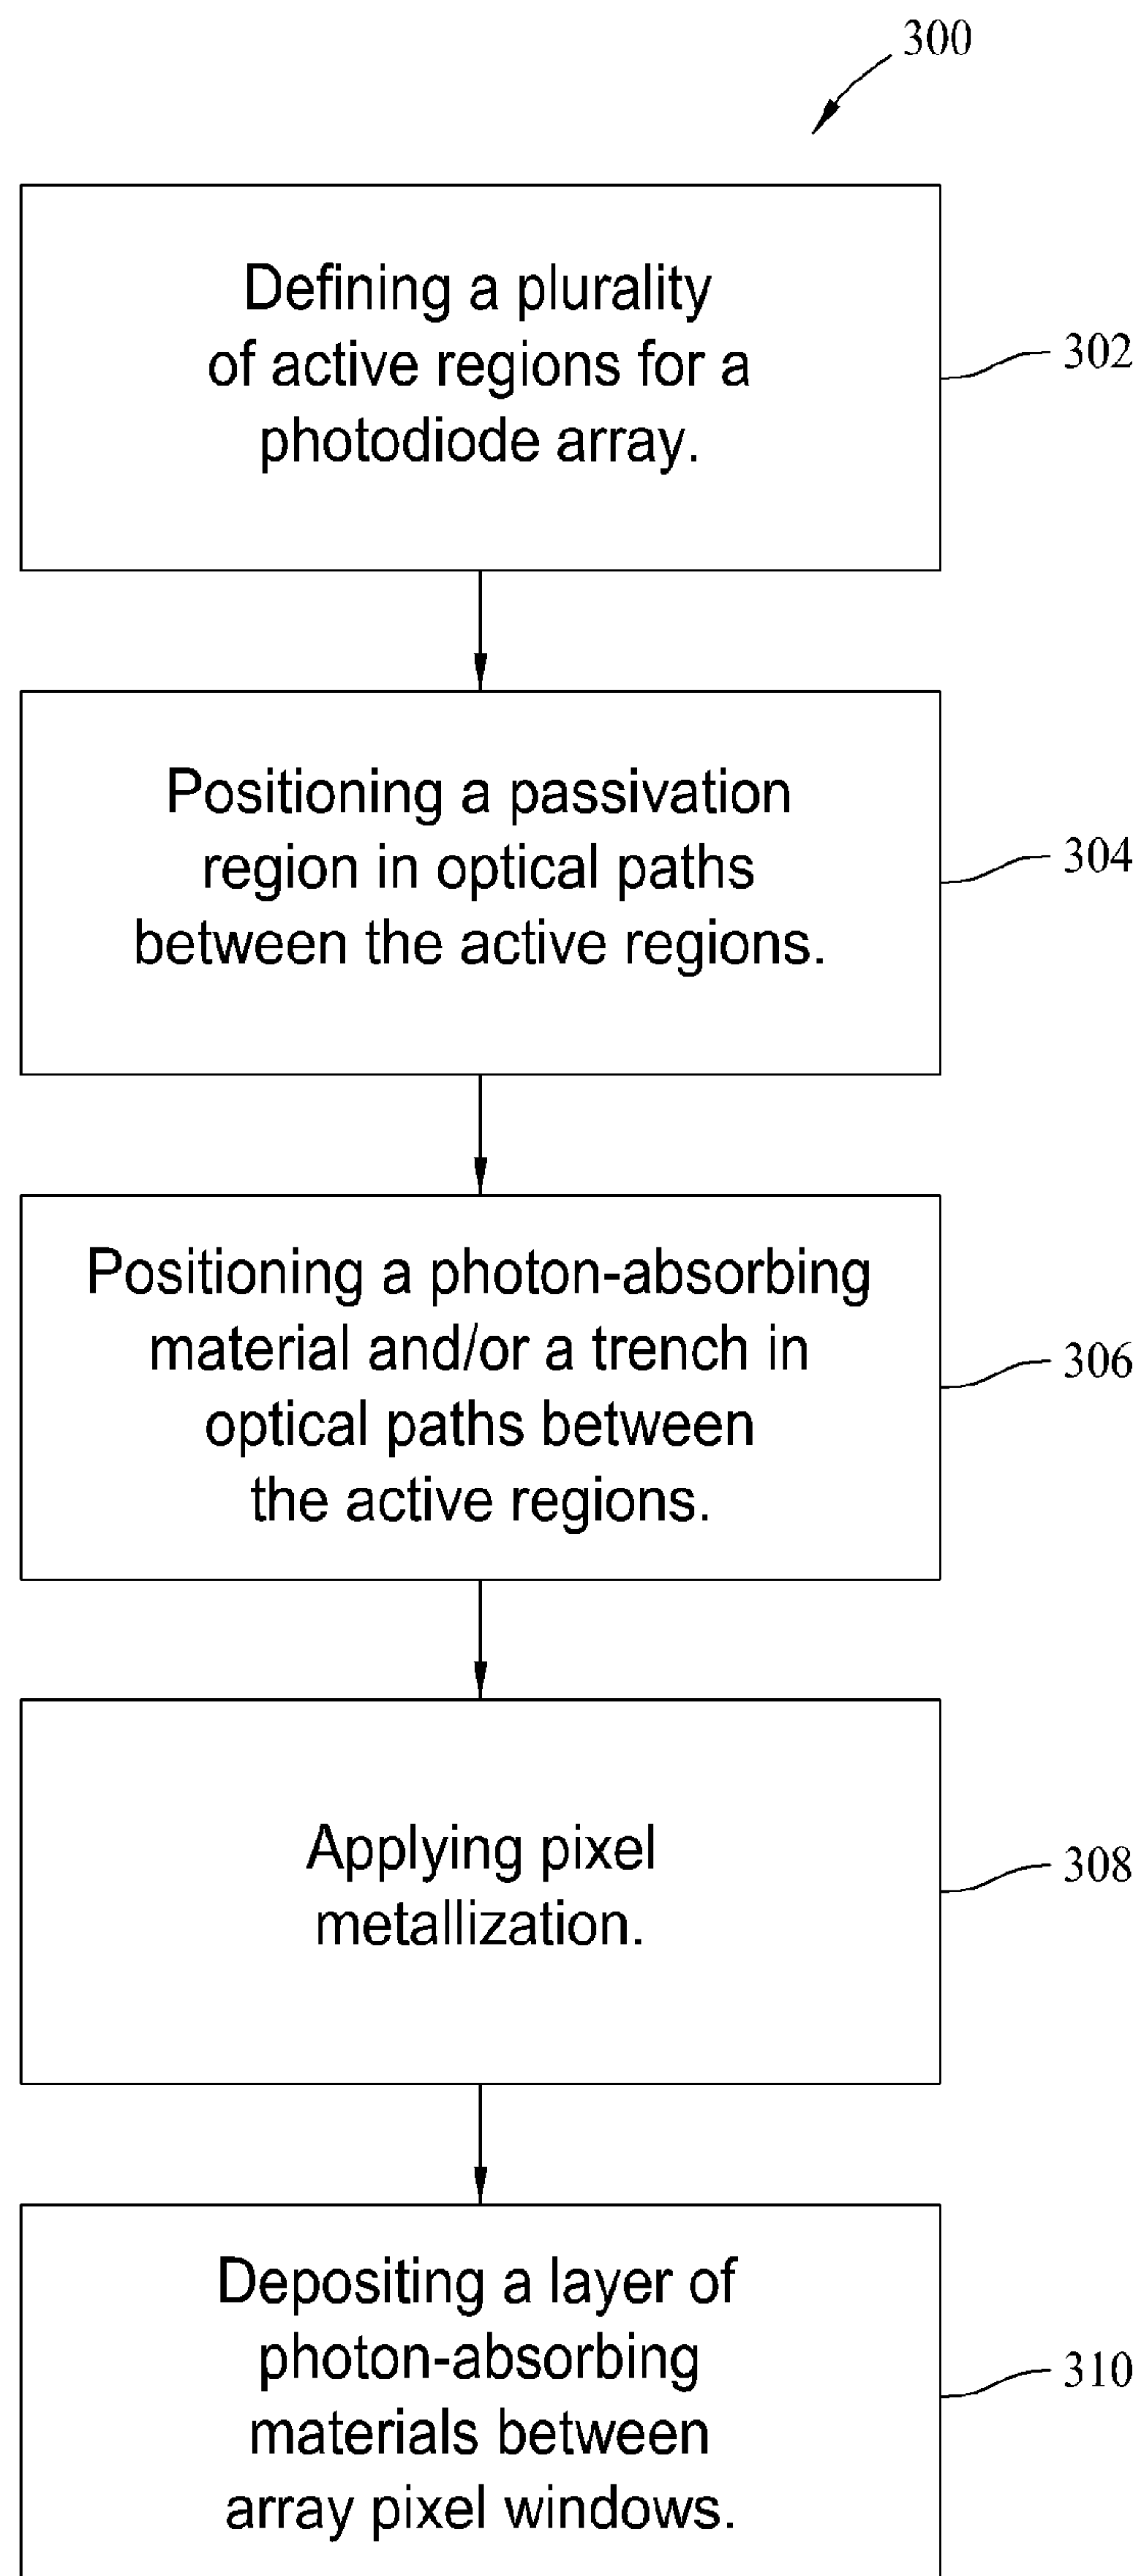 300
Defining a plurality
of active regions for a
photodiode array.
302
Positioning a passivation
region in optical paths
between the active regions.
304
Positioning a photon-absorbing
material and/or a trench in
optical paths between
the active regions.
306
Applying pixel
metallization.
308
Depositing a layer of
photon-absorbing
materials between
array pixel windows.
310